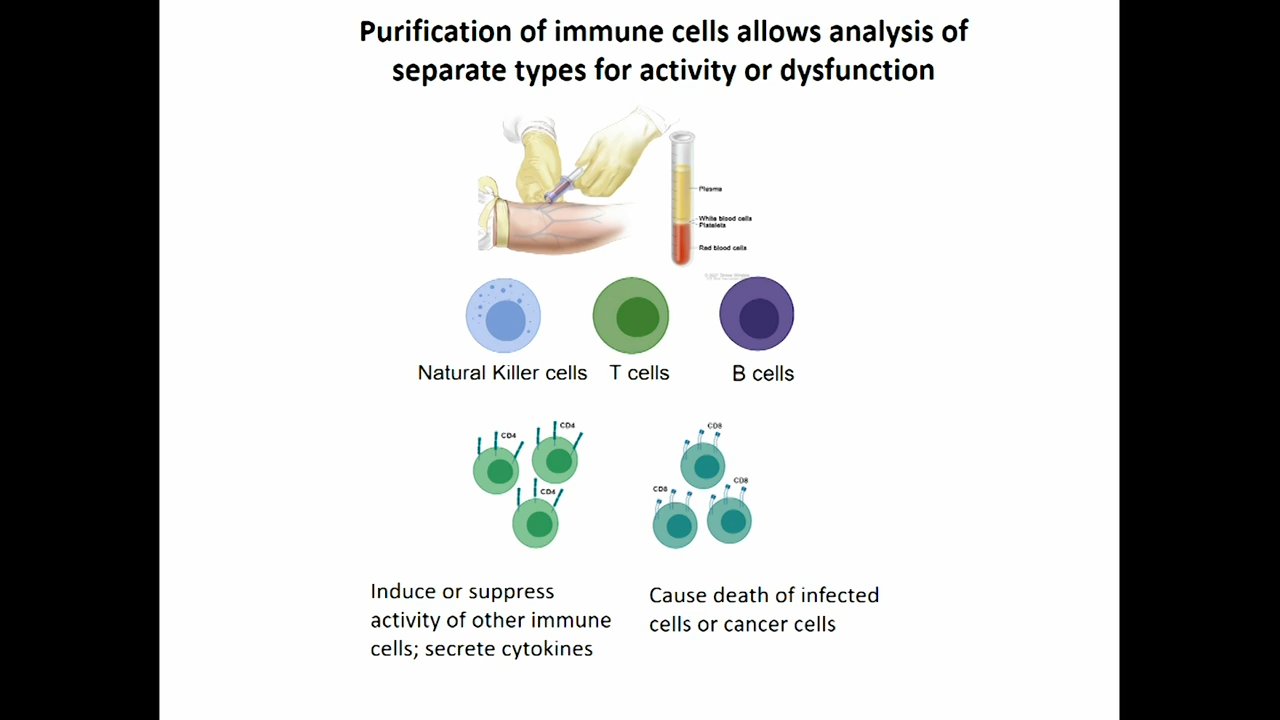 Purification of immune cells allows analysis of
separate types for activity or dysfunction
Plasma
White blood cells
Platelets
Red blood cells
Natural Killer cells
T cells
B cells
CD4
CD4
CD4
CD8
CD8
CD8
Induce or suppress
activity of other immune
cells; secrete cytokines
Cause death of infected
cells or cancer cells